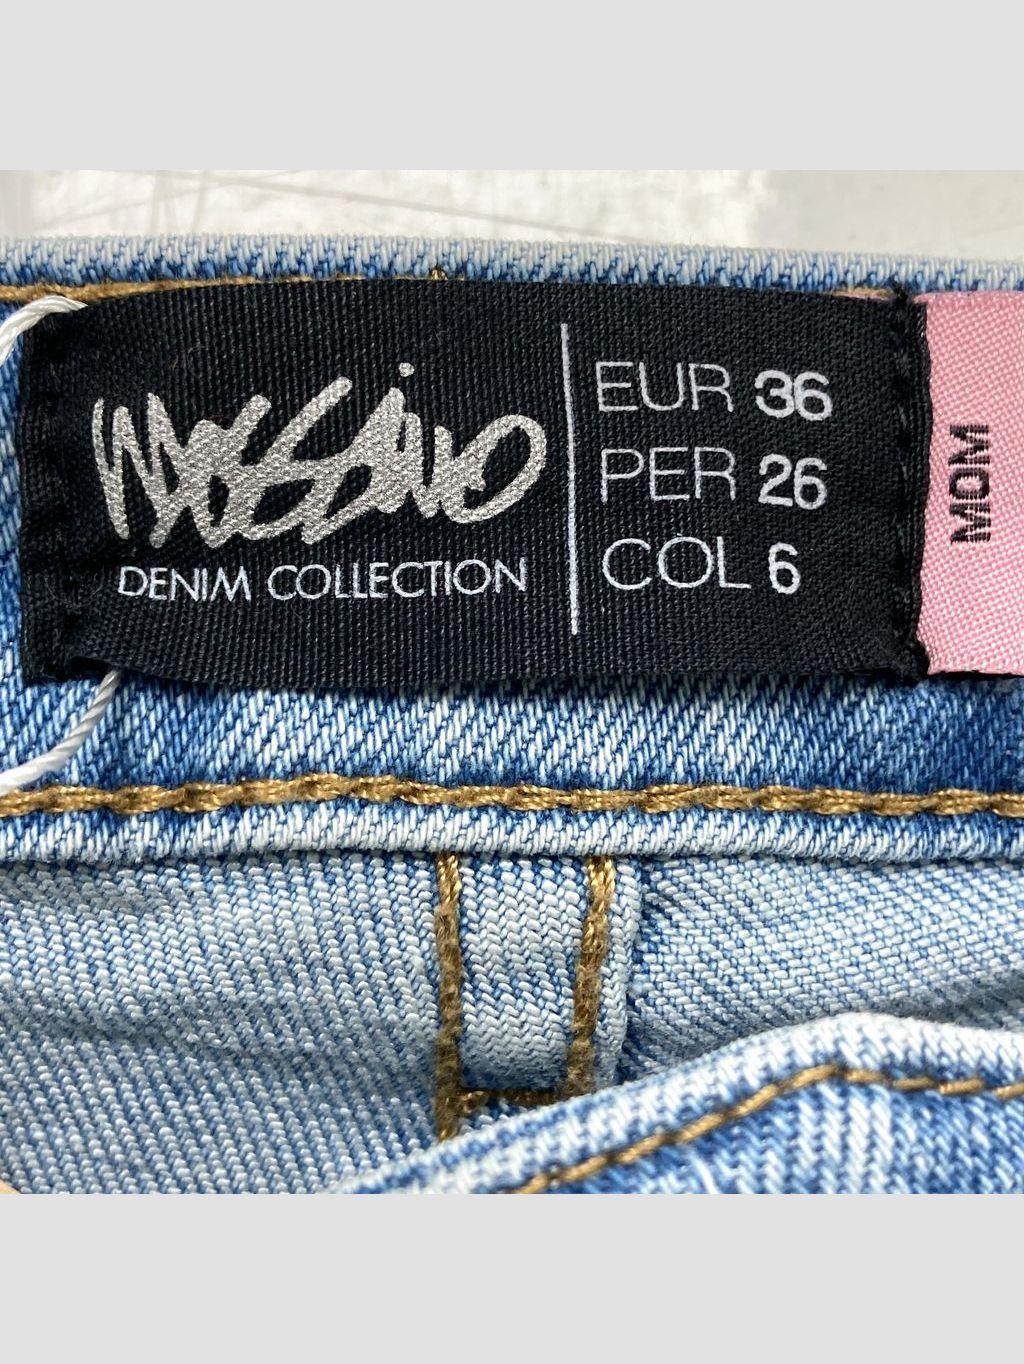 Mossimo
DENIM COLLECTION
EUR 36
PER 26
COL 6
MOM